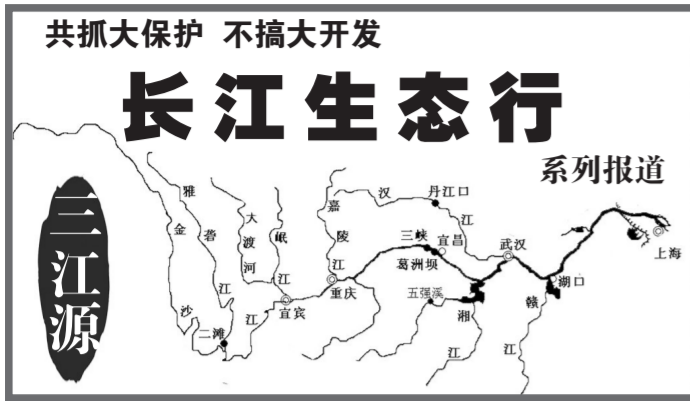 共抓大保护 不搞大开发
长江生态行
系列报道
三江源
金沙江
雅砻江
二滩
大渡河
岷江
宜宾
嘉陵江
重庆
汉江
丹江口
三峡
宜昌
葛洲坝
五强溪
湘江
武汉
赣江
湖口
上海